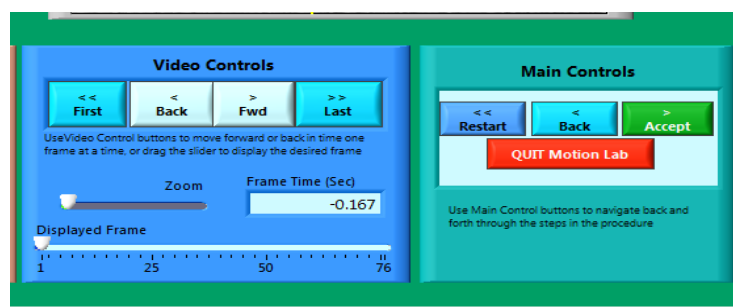 Video Controls
<< < > >>
First Back Fwd Last
UseVideo Control buttons to move forward or back in time one
frame at a time, or drag the slider to display the desired frame
Zoom
Frame Time (Sec)
-0.167
Displayed Frame
1 25 50 76
Main Controls
<< < >
Restart Back Accept
QUIT Motion Lab
Use Main Control buttons to navigate back and
forth through the steps in the procedure